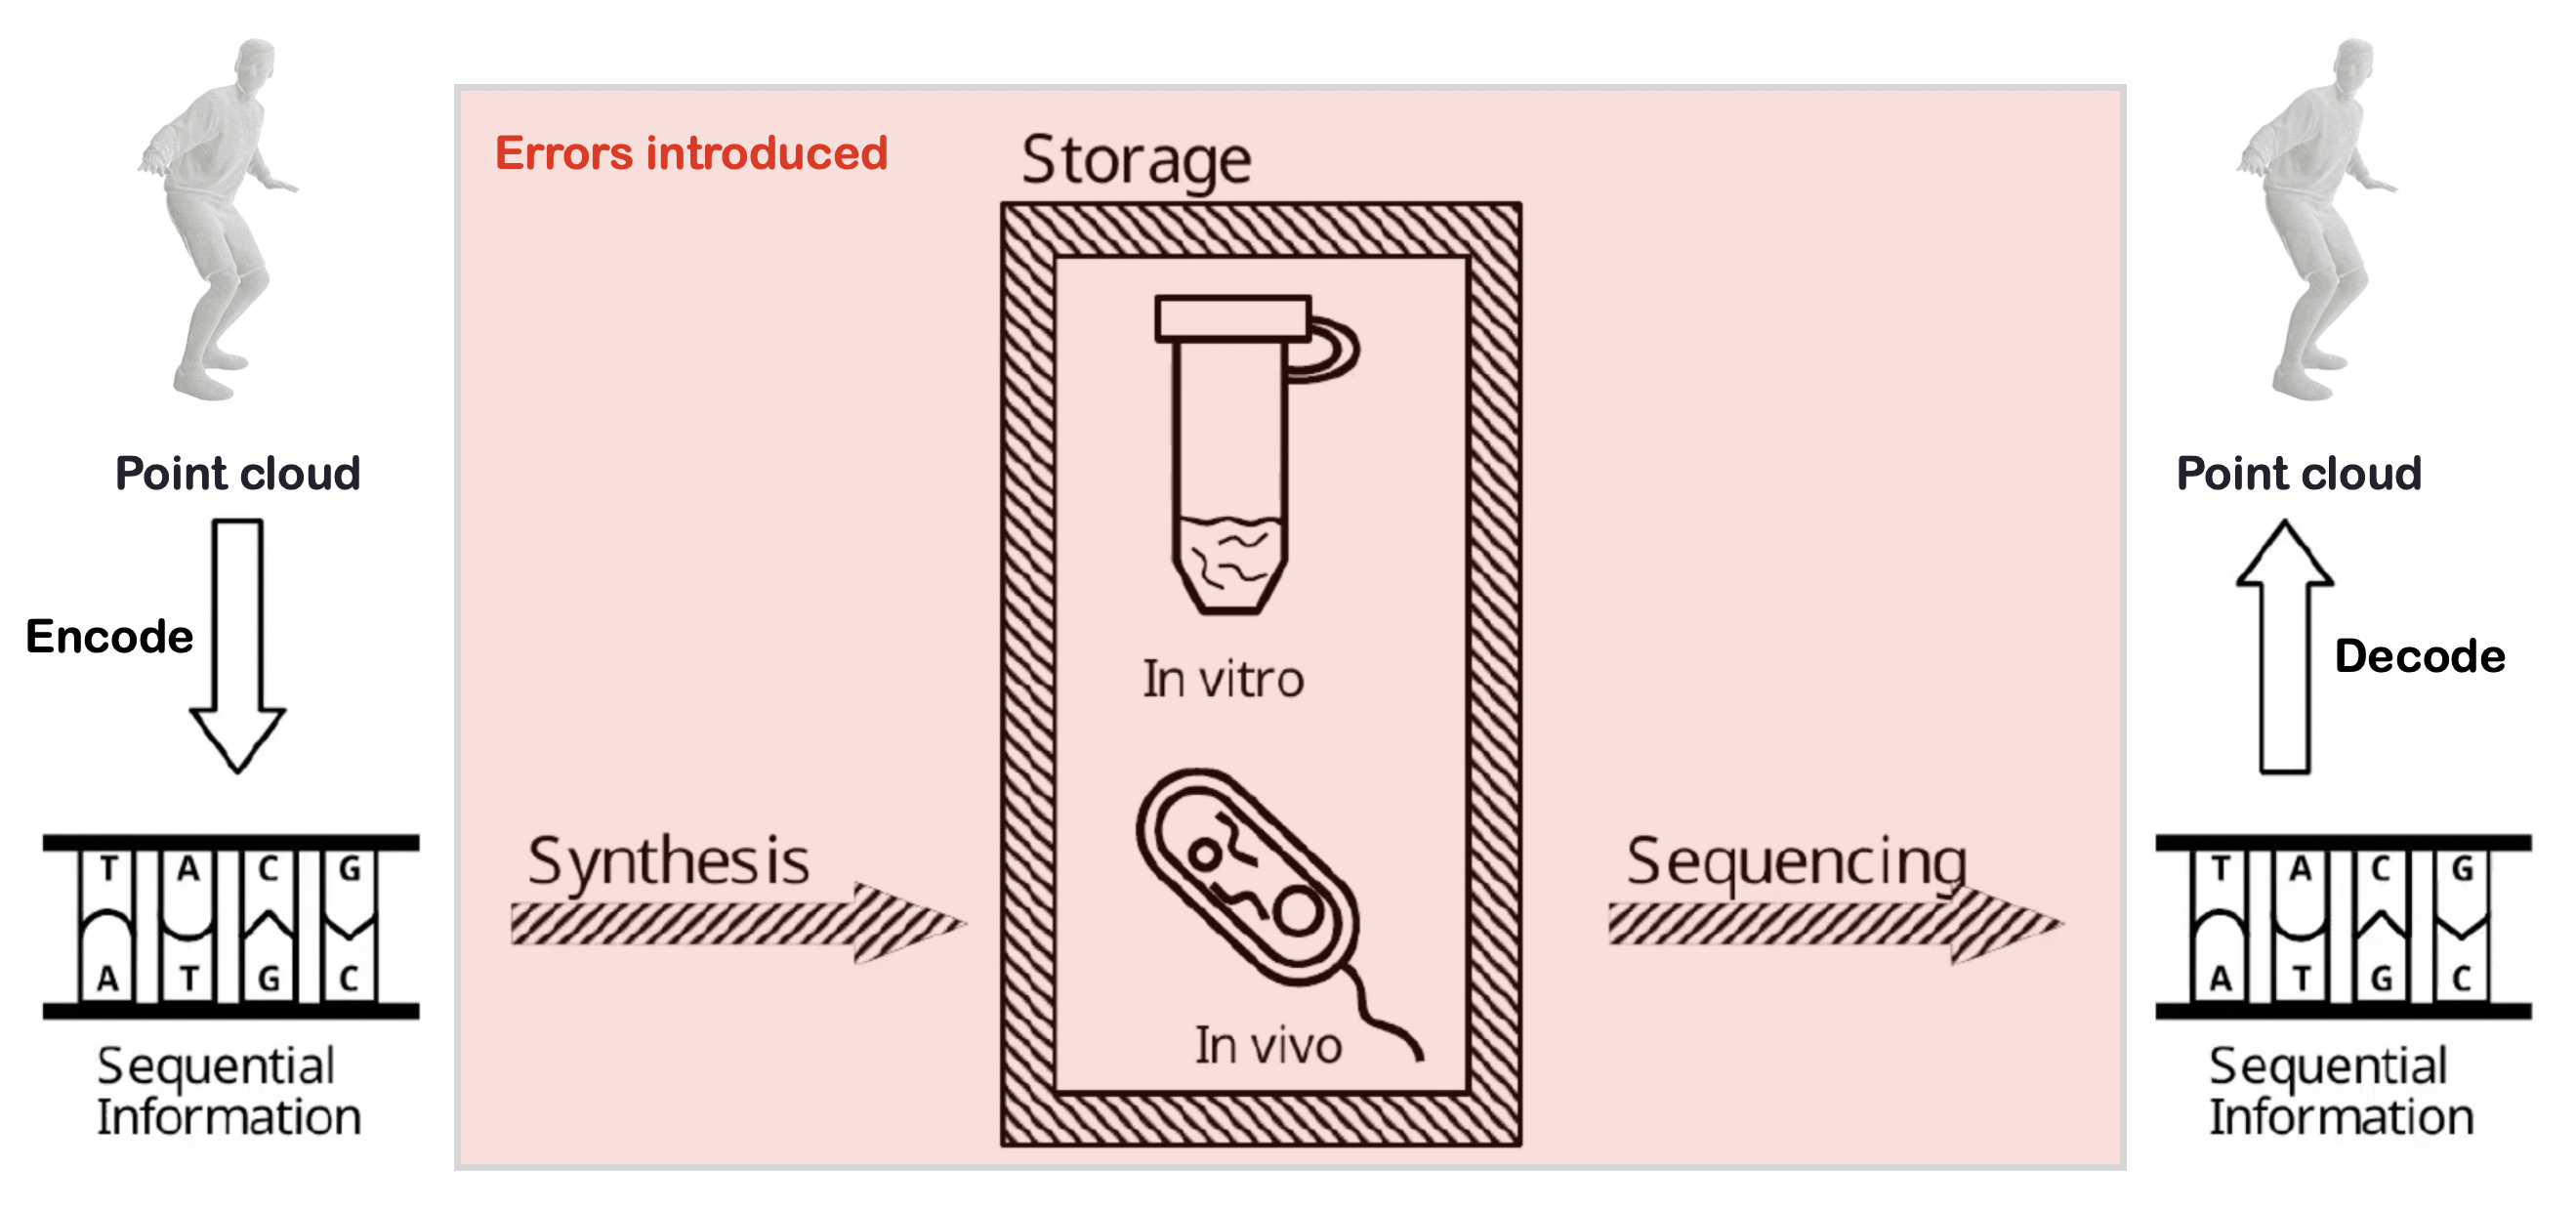 Point cloud
Encode
T A C G
A T G C
Sequential
Information
Errors introduced
Synthesis
Storage
In vitro
In vivo
Sequencing
Point cloud
Decode
T A C G
A T G C
Sequential
Information